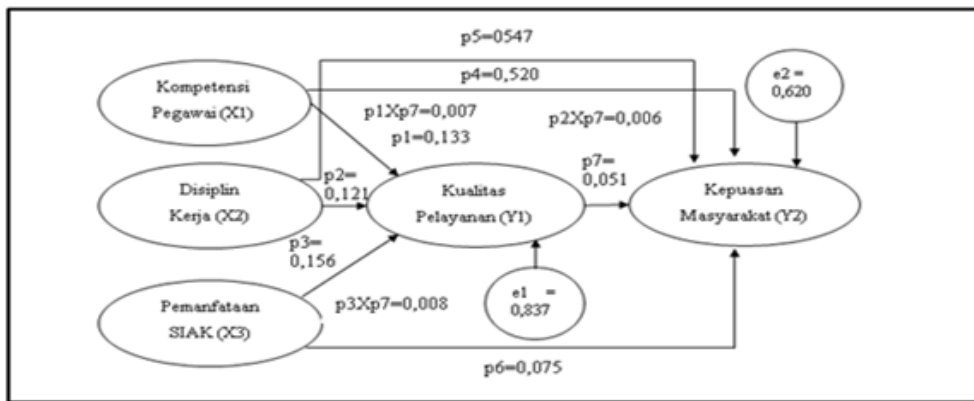 p5=0547
p4=0,520
e2 =
0,620
Kompetensi
Pegawai (X1)
p1Xp7=0,007
p1=0,133
p2Xp7=0,006
p7=
0,051
Disiplin
Kerja (X2)
p2=
0,121
Kualitas
Pelayanan (Y1)
Kepuasan
Masyarakat (Y2)
p3=
0,156
Pemanfataan
SIAK (X3)
p3Xp7=0,008
e1 =
0,837
p6=0,075